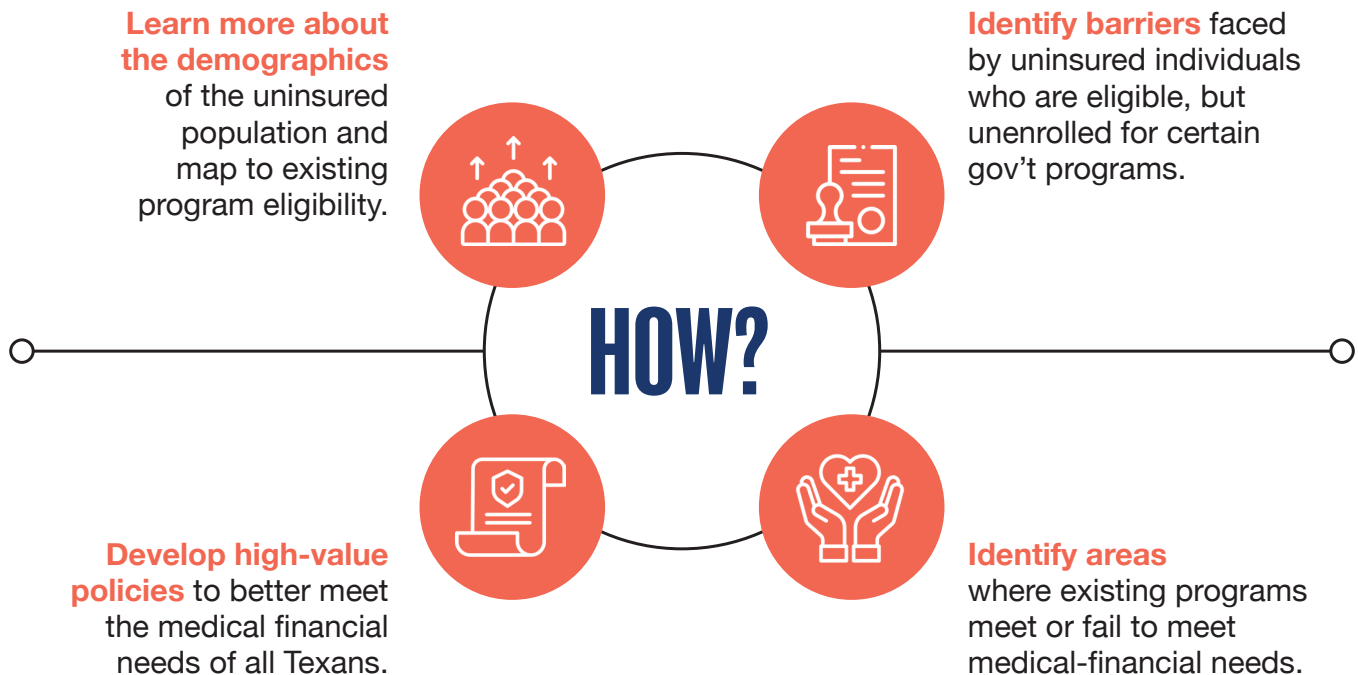 Learn more about
the demographics
of the uninsured
population and
map to existing
program eligibility.
Identify barriers faced
by uninsured individuals
who are eligible, but
unenrolled for certain
gov’t programs.
HOW?
Develop high-value
policies to better meet
the medical financial
needs of all Texans.
Identify areas
where existing programs
meet or fail to meet
medical-financial needs.